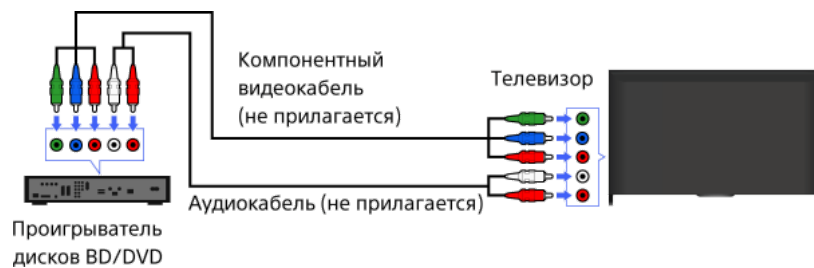 Компонентный
видеокабель
(не прилагается)
Телевизор
Аудиокабель (не прилагается)
Проигрыватель
дисков BD/DVD